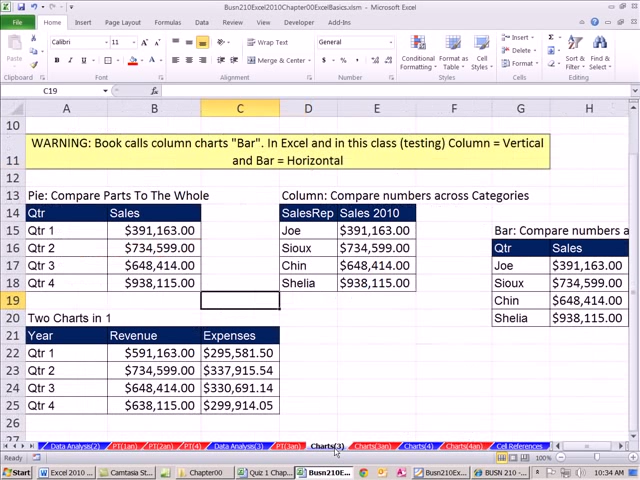 Busn210Excel2010Chapter00ExcelBasics.xlsm - Microsoft Excel
File Home Insert Page Layout Formulas Data Review View Developer Add-Ins
Paste
Calibri 11
Wrap Text
General
Merge & Center
Conditional Formatting
Format as Table
Cell Styles
Insert
Delete
Format
Sort & Filter
Find & Select
Clipboard Font Alignment Number Styles Cells Editing
C19 fx
A B C D E F G H
10
11 WARNING: Book calls column charts "Bar". In Excel and in this class (testing) Column = Vertical
and Bar = Horizontal
12
13 Pie: Compare Parts To The Whole Column: Compare numbers across Categories
14 Qtr Sales SalesRep Sales 2010
15 Qtr 1 $391,163.00 Joe $391,163.00 Bar: Compare numbers a
16 Qtr 2 $734,599.00 Sioux $734,599.00 Qtr Sales
17 Qtr 3 $648,414.00 Chin $648,414.00 Joe $391,163.00
18 Qtr 4 $938,115.00 Shelia $938,115.00 Sioux $734,599.00
19 Chin $648,414.00
20 Two Charts in 1 Shelia $938,115.00
21 Year Revenue Expenses
22 Qtr 1 $591,163.00 $295,581.50
23 Qtr 2 $734,599.00 $337,915.54
24 Qtr 3 $648,414.00 $330,691.14
25 Qtr 4 $638,115.00 $299,914.05
26
27
Data Analysis(2) PT(1an) PT(2an) PT(4) Data Analysis(3) PT(3an) Charts(3) Charts(3an) Charts(4) Charts(4an) Cell References
Ready 100%
Start Excel 2010 ... Camtasia St... Chapter00 Quiz 1 Chap... Busn210E... Busn210Ex... BUSN 210 -... 10:34 AM